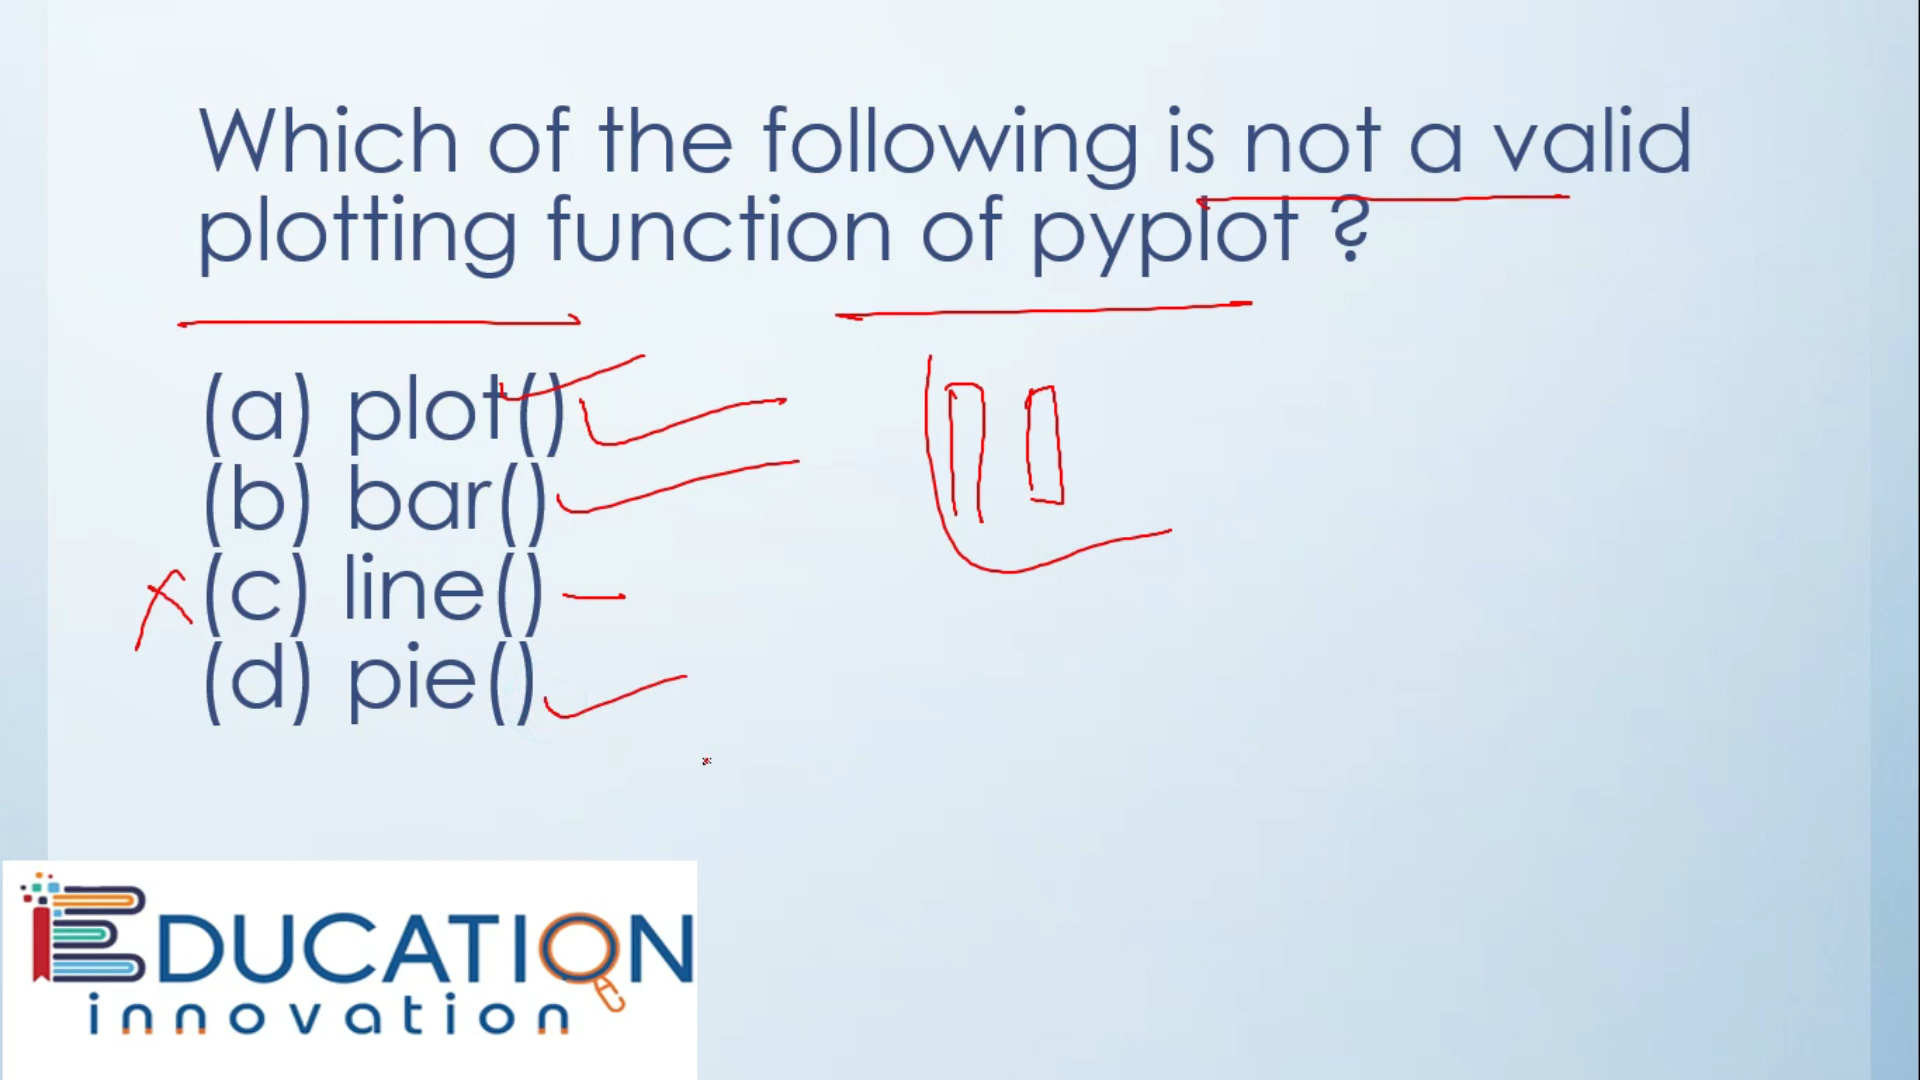 Which of the following is not a valid
plotting function of pyplot ?
(a) plot()
(b) bar()
(c) line()
(d) pie()
EDUCATION
innovation